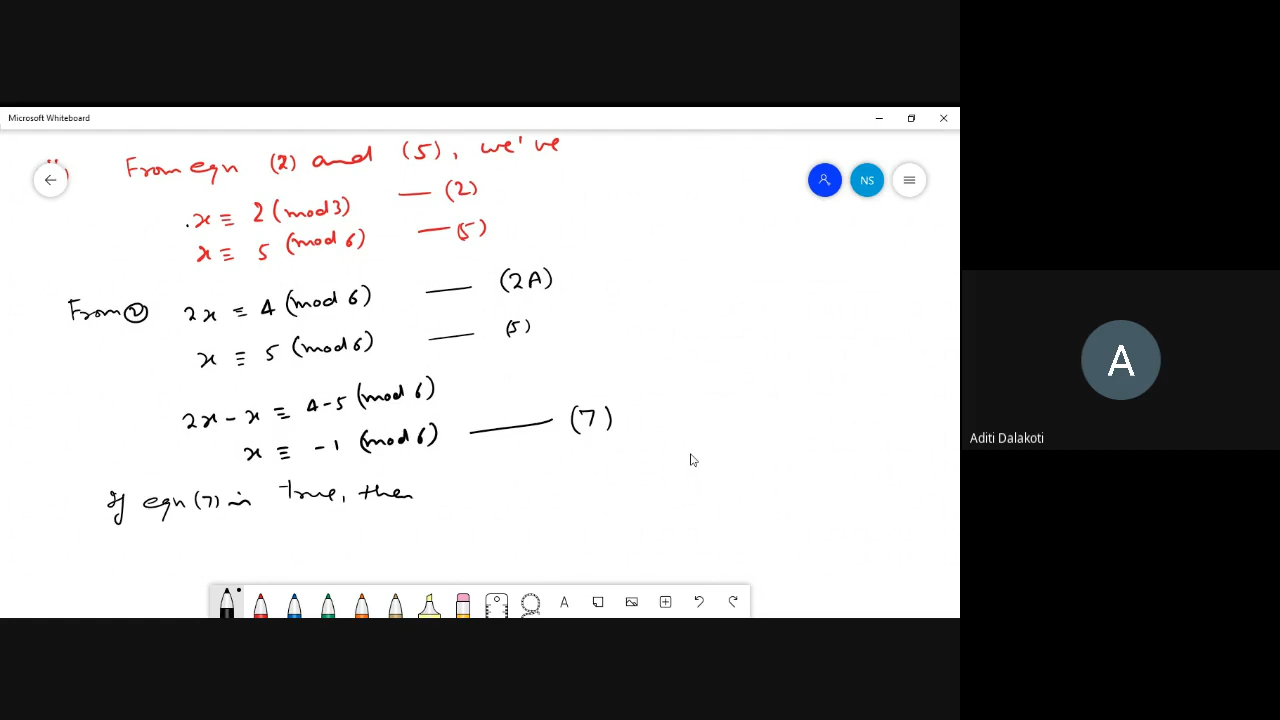 Microsoft Whiteboard
From eqn (2) and (5), we've
x ≡ 2 (mod 3) — (2)
x ≡ 5 (mod 6) — (5)
NS
From ② 2x ≡ 4 (mod 6) — (2A)
x ≡ 5 (mod 6) — (5)
2x - x ≡ 4-5 (mod 6)
x ≡ -1 (mod 6) — (7)
If eqn (7) is true, then
A
Aditi Dalakoti
A